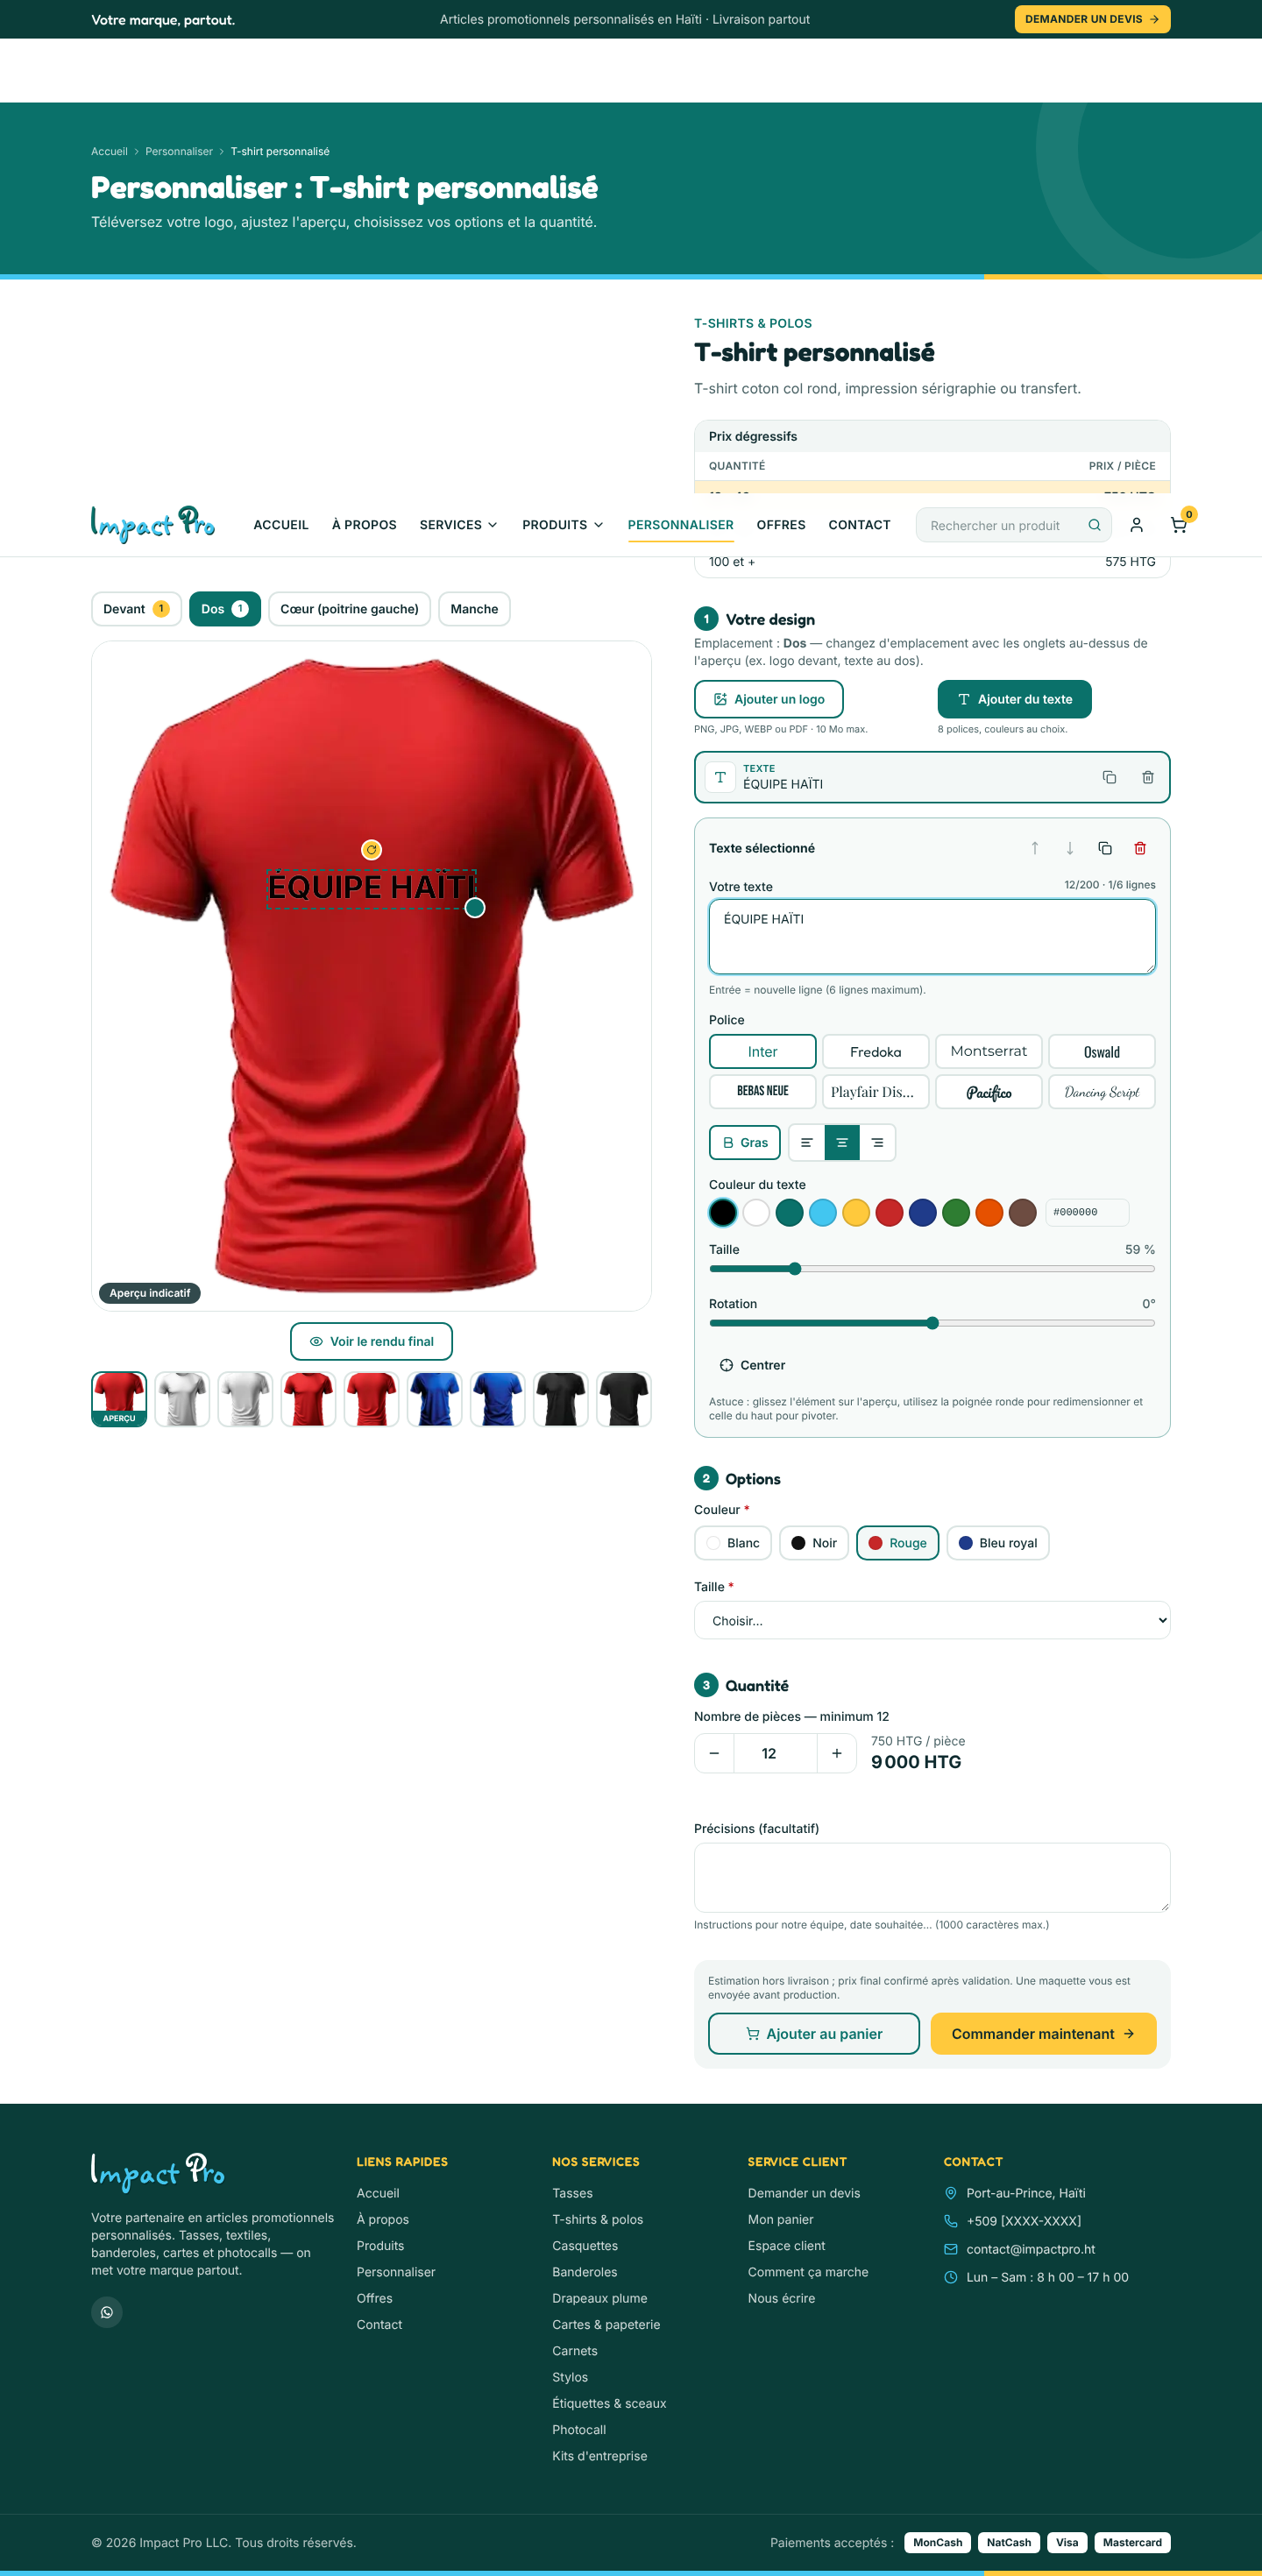 Votre marque, partout.
Articles promotionnels personnalisés en Haïti · Livraison partout
DEMANDER UN DEVIS
Accueil > Personnaliser > T-shirt personnalisé
Personnaliser : T-shirt personnalisé
Téléversez votre logo, ajustez l'aperçu, choisissez vos options et la quantité.
T-SHIRTS & POLOS
T-shirt personnalisé
T-shirt coton col rond, impression sérigraphie ou transfert.
Prix dégressifs
QUANTITÉ PRIX / PIÈCE
Impact Pro
ACCUEIL À PROPOS SERVICES PRODUITS PERSONNALISER OFFRES CONTACT
Rechercher un produit
0
100 et + 575 HTG
Devant 1
Dos 1
Cœur (poitrine gauche)
Manche
ÉQUIPE HAÏTI
Aperçu indicatif
Voir le rendu final
APERÇU
1 Votre design
Emplacement : Dos — changez d'emplacement avec les onglets au-dessus de
l'aperçu (ex. logo devant, texte au dos).
Ajouter un logo
PNG, JPG, WEBP ou PDF · 10 Mo max.
Ajouter du texte
8 polices, couleurs au choix.
TEXTE
ÉQUIPE HAÏTI
Texte sélectionné
Votre texte 12/200 · 1/6 lignes
ÉQUIPE HAÏTI
Entrée = nouvelle ligne (6 lignes maximum).
Police
Inter Fredoka Montserrat Oswald
BEBAS NEUE Playfair Dis... Pacifico Dancing Script
B Gras
Couleur du texte
#000000
Taille 59 %
Rotation 0°
Centrer
Astuce : glissez l'élément sur l'aperçu, utilisez la poignée ronde pour redimensionner et
celle du haut pour pivoter.
2 Options
Couleur *
Blanc Noir Rouge Bleu royal
Taille *
Choisir...
3 Quantité
Nombre de pièces — minimum 12
− 12 +
750 HTG / pièce
9 000 HTG
Précisions (facultatif)
Instructions pour notre équipe, date souhaitée... (1000 caractères max.)
Estimation hors livraison ; prix final confirmé après validation. Une maquette vous est
envoyée avant production.
Ajouter au panier
Commander maintenant
Impact Pro
Votre partenaire en articles promotionnels
personnalisés. Tasses, textiles,
banderoles, cartes et photocalls — on
met votre marque partout.
LIENS RAPIDES
Accueil
À propos
Produits
Personnaliser
Offres
Contact
NOS SERVICES
Tasses
T-shirts & polos
Casquettes
Banderoles
Drapeaux plume
Cartes & papeterie
Carnets
Stylos
Étiquettes & sceaux
Photocall
Kits d'entreprise
SERVICE CLIENT
Demander un devis
Mon panier
Espace client
Comment ça marche
Nous écrire
CONTACT
Port-au-Prince, Haïti
+509 [XXXX-XXXX]
contact@impactpro.ht
Lun – Sam : 8 h 00 – 17 h 00
© 2026 Impact Pro LLC. Tous droits réservés.
Paiements acceptés : MonCash NatCash Visa Mastercard